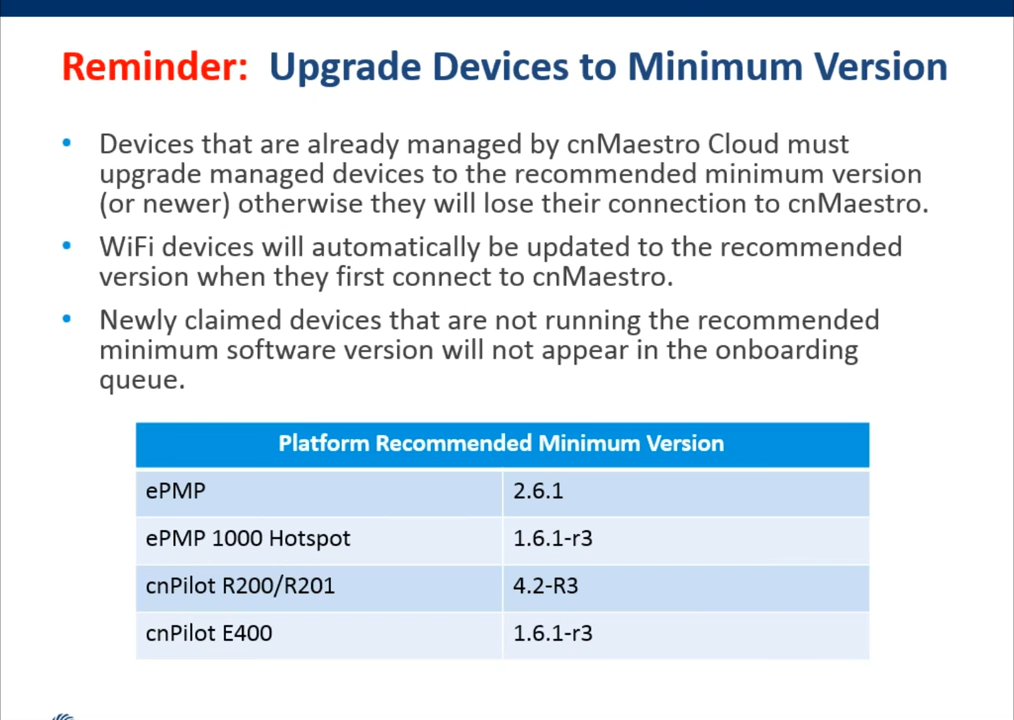 Reminder: Upgrade Devices to Minimum Version
• Devices that are already managed by cnMaestro Cloud must
upgrade managed devices to the recommended minimum version
(or newer) otherwise they will lose their connection to cnMaestro.
• WiFi devices will automatically be updated to the recommended
version when they first connect to cnMaestro.
• Newly claimed devices that are not running the recommended
minimum software version will not appear in the onboarding
queue.
Platform Recommended Minimum Version
ePMP 2.6.1
ePMP 1000 Hotspot 1.6.1-r3
cnPilot R200/R201 4.2-R3
cnPilot E400 1.6.1-r3